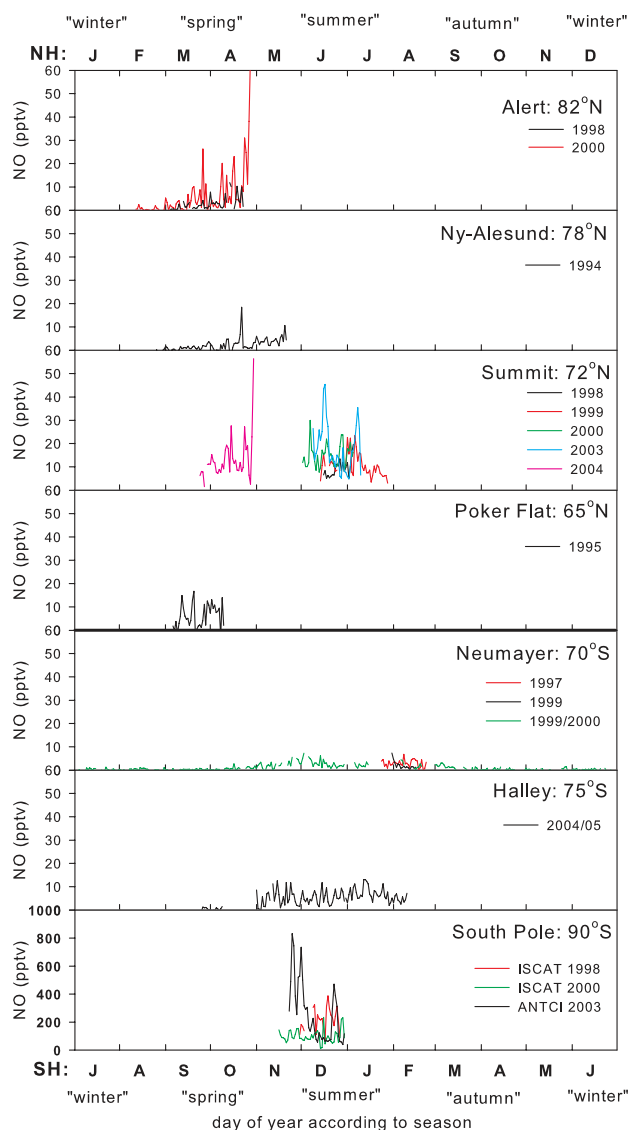 "winter" "spring" "summer" "autumn" "winter"
NH: J F M A M J J A S O N D
60
50
40
30
20
10
60
NO (pptv)
Alert: 82°N
1998
2000
50
40
30
20
10
60
NO (pptv)
Ny-Alesund: 78°N
1994
50
40
30
20
10
60
NO (pptv)
Summit: 72°N
1998
1999
2000
2003
2004
50
40
30
20
10
60
NO (pptv)
Poker Flat: 65°N
1995
50
40
30
20
10
60
NO (pptv)
Neumayer: 70°S
1997
1999
1999/2000
50
40
30
20
10
1000
NO (pptv)
Halley: 75°S
2004/05
800
600
400
200
0
NO (pptv)
South Pole: 90°S
ISCAT 1998
ISCAT 2000
ANTCI 2003
SH: J A S O N D J F M A M J
"winter" "spring" "summer" "autumn" "winter"
day of year according to season